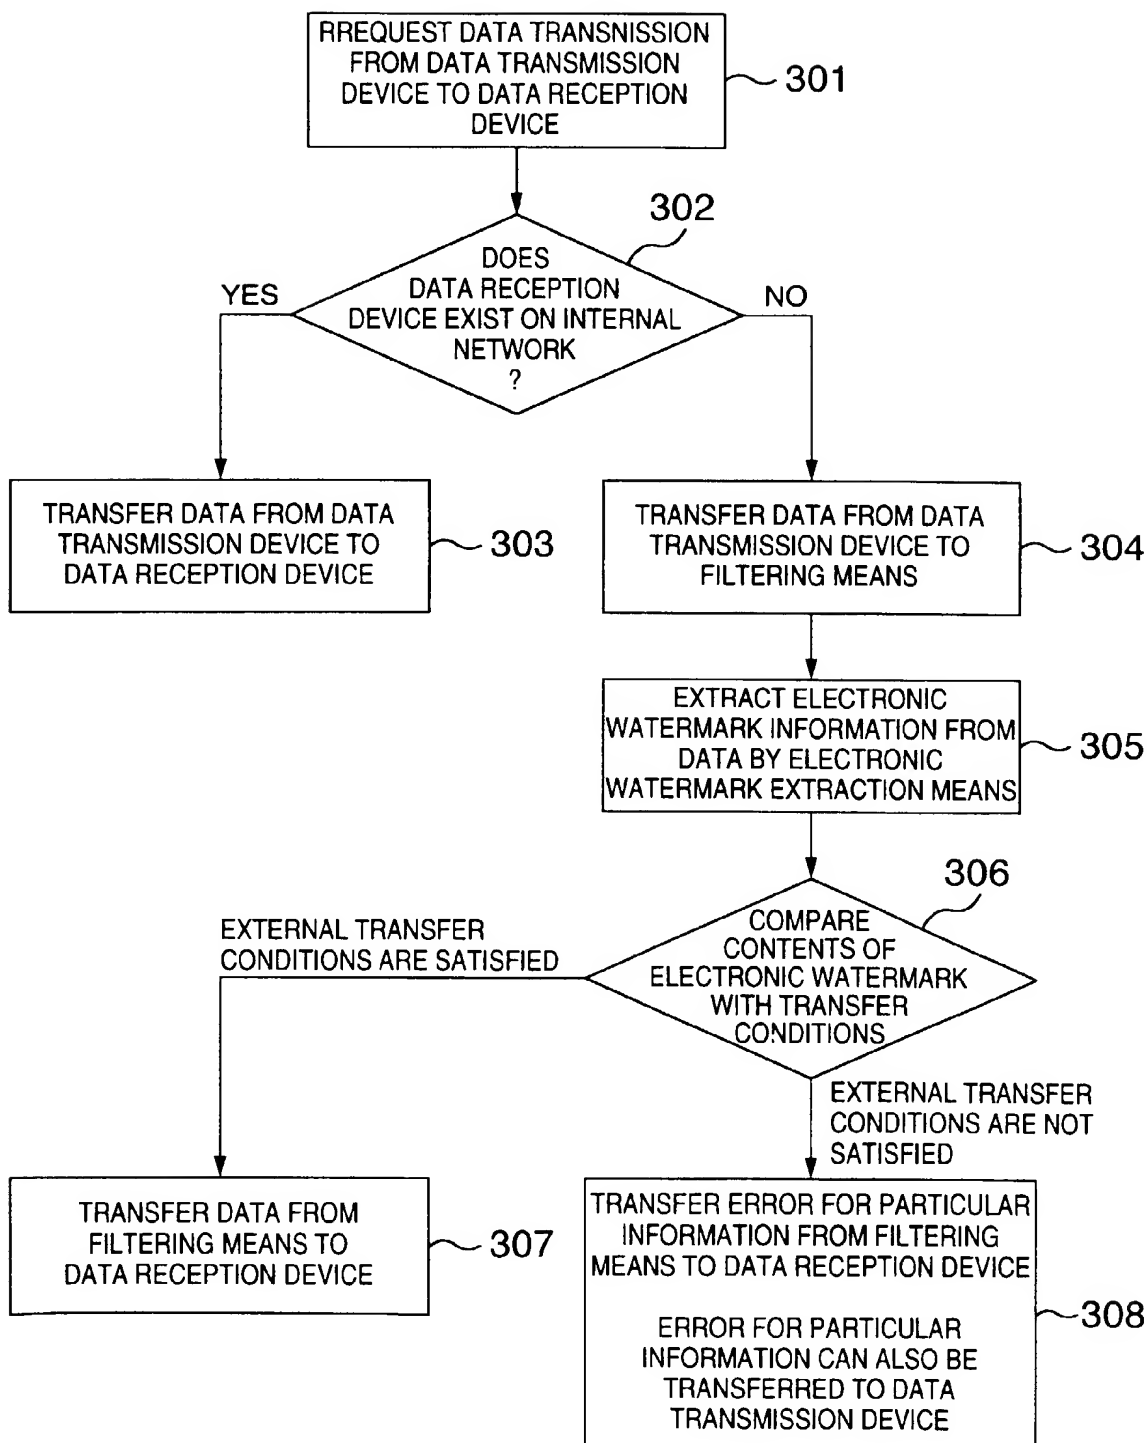 RREQUEST DATA TRANSNISSION
FROM DATA TRANSMISSION
DEVICE TO DATA RECEPTION
DEVICE
301
302
DOES
DATA RECEPTION
DEVICE EXIST ON INTERNAL
NETWORK
?
YES
NO
TRANSFER DATA FROM DATA
TRANSMISSION DEVICE TO
DATA RECEPTION DEVICE
303
TRANSFER DATA FROM DATA
TRANSMISSION DEVICE TO
FILTERING MEANS
304
EXTRACT ELECTRONIC
WATERMARK INFORMATION FROM
DATA BY ELECTRONIC
WATERMARK EXTRACTION MEANS
305
306
COMPARE
CONTENTS OF
ELECTRONIC WATERMARK
WITH TRANSFER
CONDITIONS
EXTERNAL TRANSFER
CONDITIONS ARE SATISFIED
EXTERNAL TRANSFER
CONDITIONS ARE NOT
SATISFIED
TRANSFER DATA FROM
FILTERING MEANS TO
DATA RECEPTION DEVICE
307
TRANSFER ERROR FOR PARTICULAR
INFORMATION FROM FILTERING
MEANS TO DATA RECEPTION DEVICE
ERROR FOR PARTICULAR
INFORMATION CAN ALSO BE
TRANSFERRED TO DATA
TRANSMISSION DEVICE
308